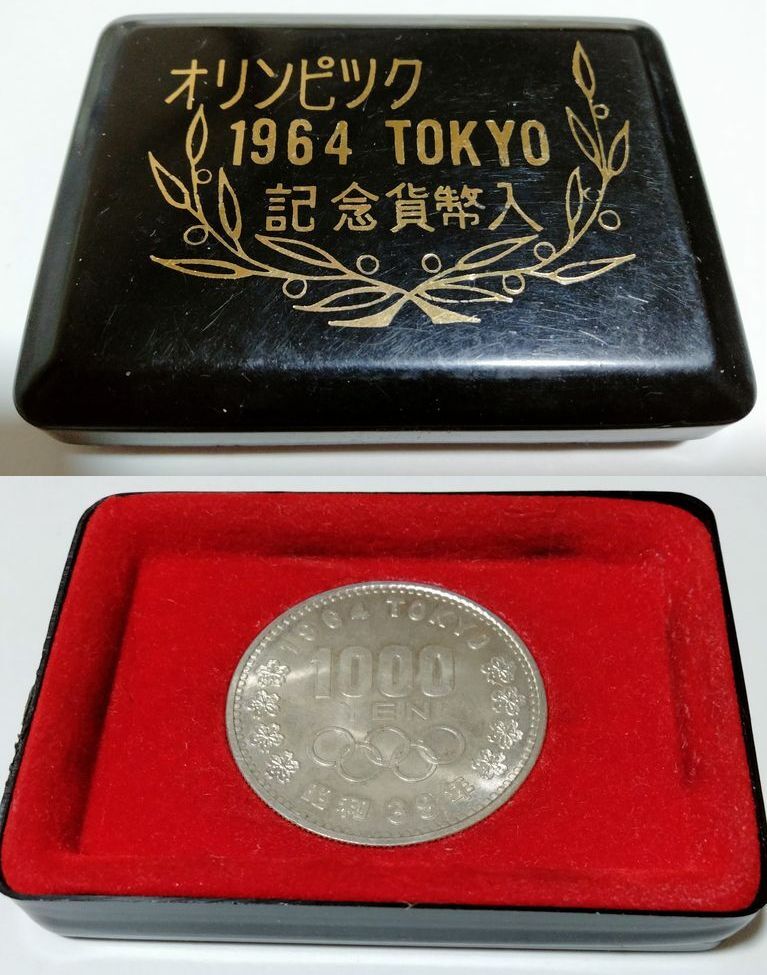 オリンピック
1964 TOKYO
記念貨幣入
1964 TOKYO
1000
YEN
昭和39年